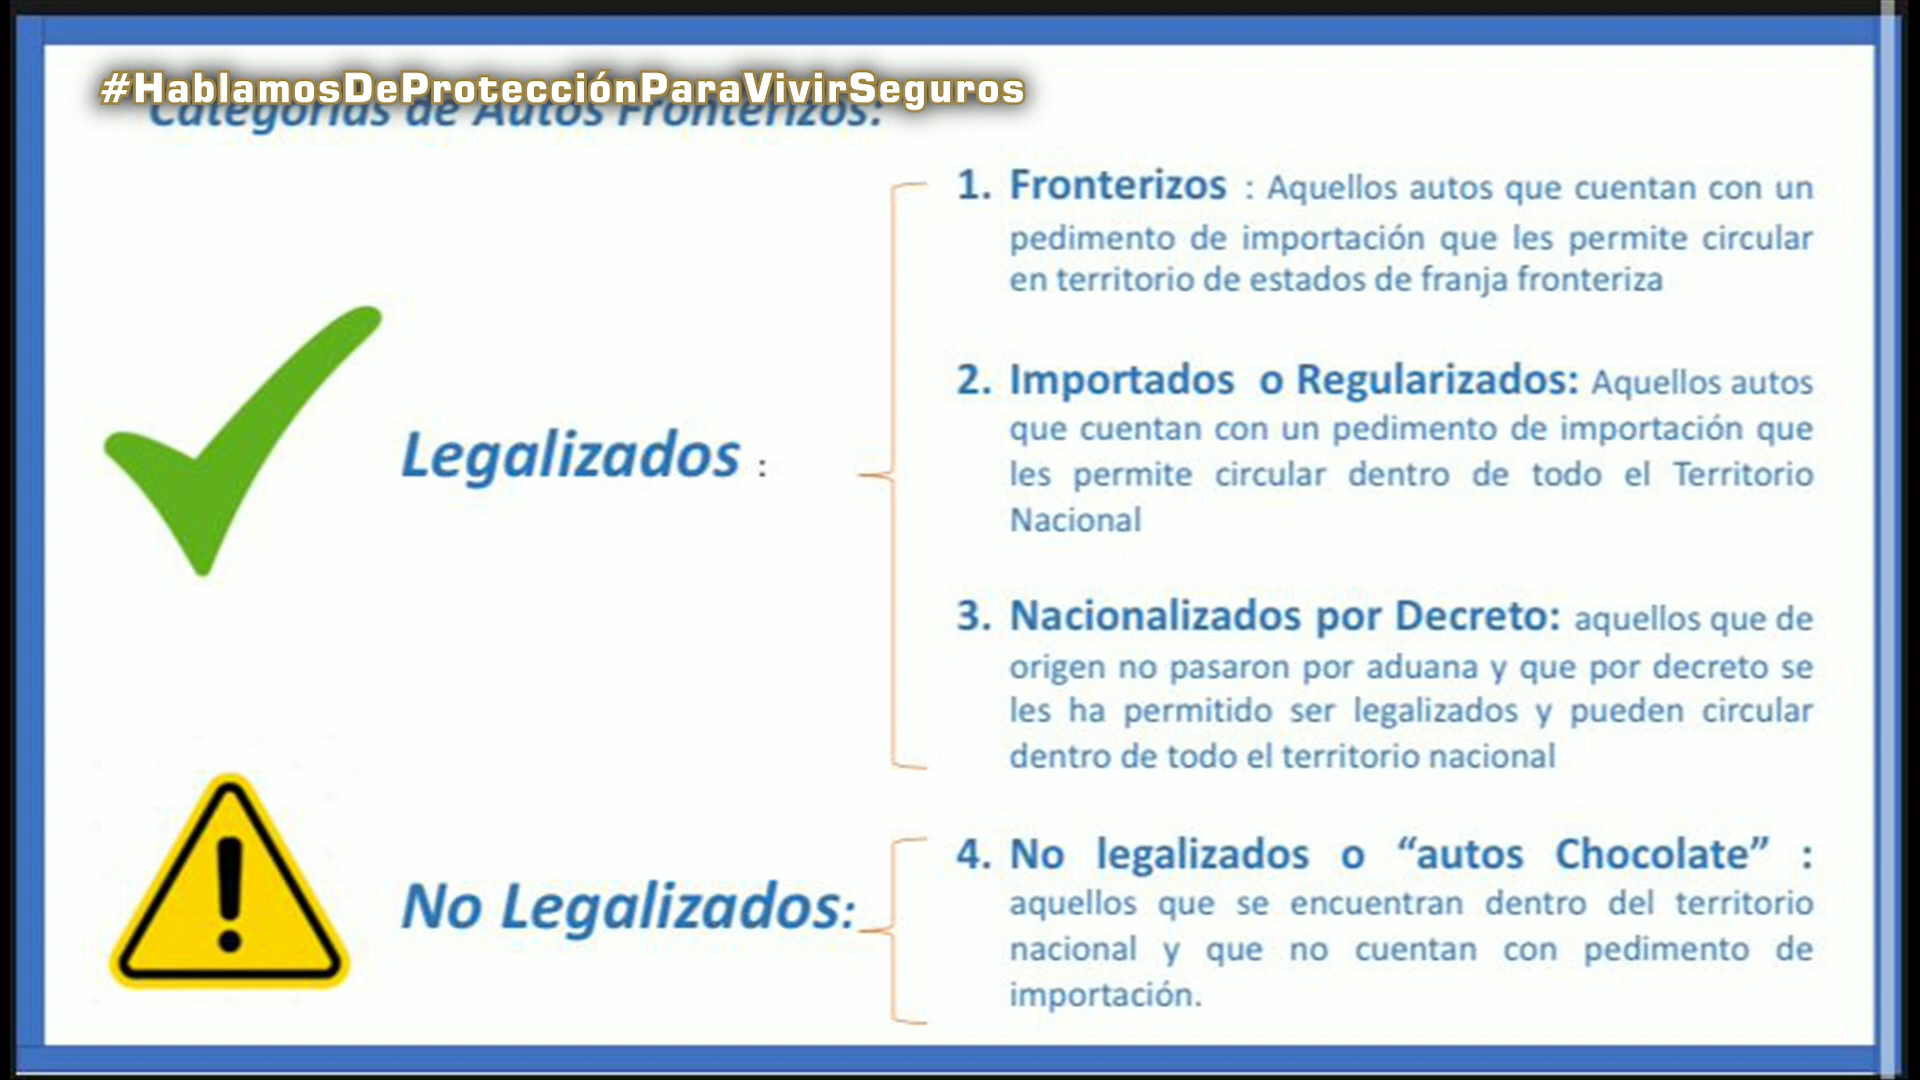 #HablamosDeProtecciónParaVivirSeguros
Categorías de Autos Fronterizos:
1. Fronterizos : Aquellos autos que cuentan con un
pedimento de importación que les permite circular
en territorio de estados de franja fronteriza
2. Importados o Regularizados: Aquellos autos
que cuentan con un pedimento de importación que
les permite circular dentro de todo el Territorio
Nacional
Legalizados :
3. Nacionalizados por Decreto: aquellos que de
origen no pasaron por aduana y que por decreto se
les ha permitido ser legalizados y pueden circular
dentro de todo el territorio nacional
No Legalizados:
4. No legalizados o “autos Chocolate” :
aquellos que se encuentran dentro del territorio
nacional y que no cuentan con pedimento de
importación.